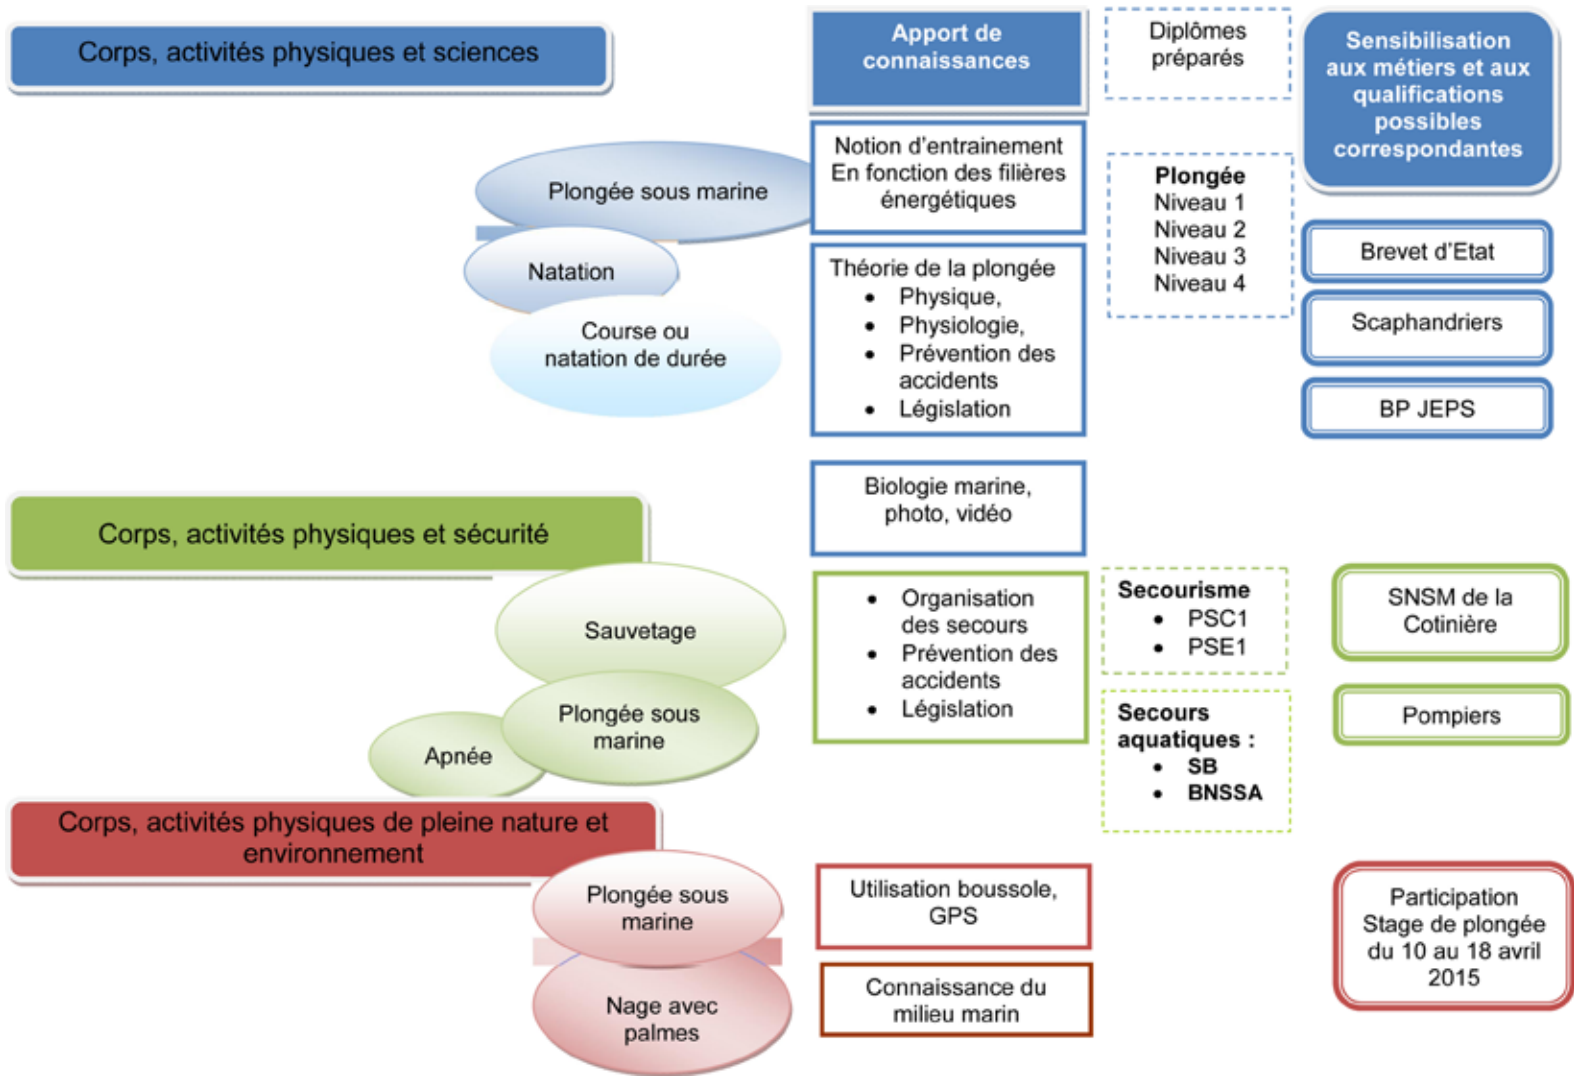 Corps, activités physiques et sciences
Apport de
connaissances
Diplômes
préparés
Sensibilisation
aux métiers et aux
qualifications
possibles
correspondantes
Plongée sous marine
Natation
Course ou
natation de durée
Notion d'entrainement
En fonction des filières
énergétiques
Théorie de la plongée
• Physique,
• Physiologie,
• Prévention des
accidents
• Législation
Biologie marine,
photo, vidéo
Plongée
Niveau 1
Niveau 2
Niveau 3
Niveau 4
Brevet d'Etat
Scaphandriers
BP JEPS
Corps, activités physiques et sécurité
Sauvetage
Plongée sous
marine
Apnée
• Organisation
des secours
• Prévention des
accidents
• Législation
Secourisme
• PSC1
• PSE1
Secours
aquatiques :
• SB
• BNSSA
SNSM de la
Cotinière
Pompiers
Corps, activités physiques de pleine nature et
environnement
Plongée sous
marine
Nage avec
palmes
Utilisation boussole,
GPS
Connaissance du
milieu marin
Participation
Stage de plongée
du 10 au 18 avril
2015